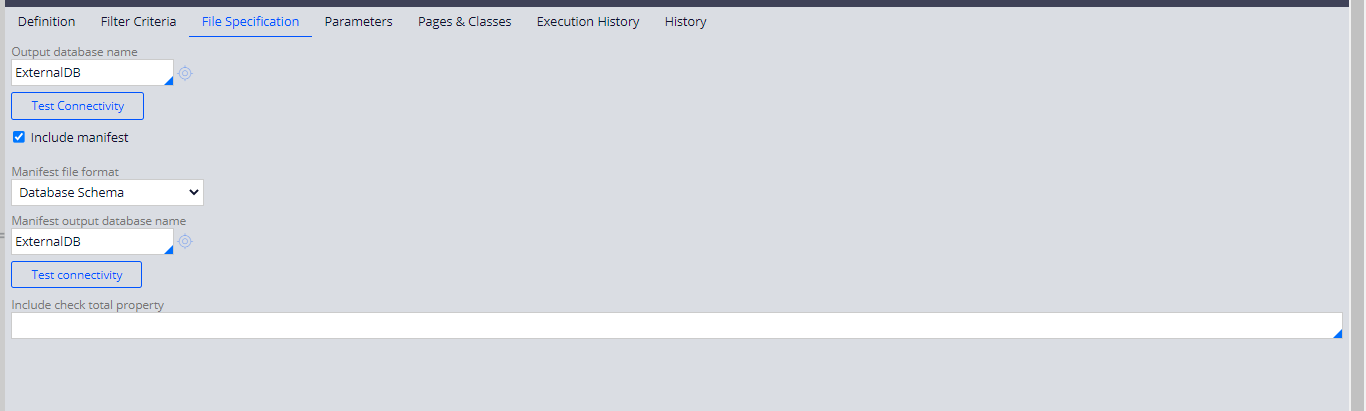 Definition Filter Criteria File Specification Parameters Pages & Classes Execution History History
Output database name
ExternalDB
Test Connectivity
Include manifest
Manifest file format
Database Schema
Manifest output database name
ExternalDB
Test connectivity
Include check total property